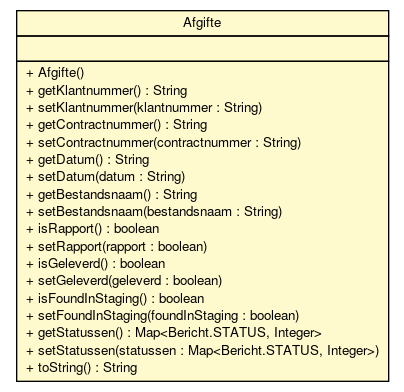 Afgifte
+ Afgifte()
+ getKlantnummer() : String
+ setKlantnummer(klantnummer : String)
+ getContractnummer() : String
+ setContractnummer(contractnummer : String)
+ getDatum() : String
+ setDatum(datum : String)
+ getBestandsnaam() : String
+ setBestandsnaam(bestandsnaam : String)
+ isRapport() : boolean
+ setRapport(rapport : boolean)
+ isGeleverd() : boolean
+ setGeleverd(geleverd : boolean)
+ isFoundInStaging() : boolean
+ setFoundInStaging(foundInStaging : boolean)
+ getStatussen() : Map<Bericht.STATUS, Integer>
+ setStatussen(statussen : Map<Bericht.STATUS, Integer>)
+ toString() : String